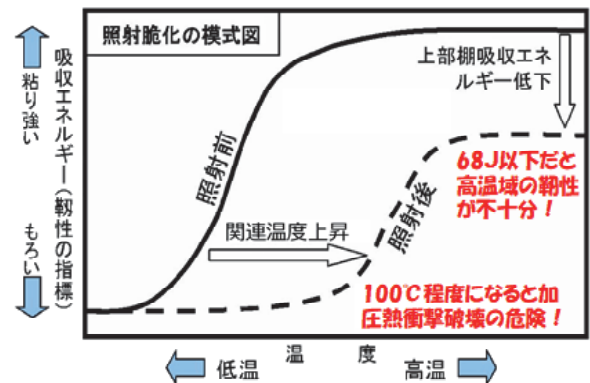 照射脆化の模式図
粘り強い
もろい
吸収エネルギー(靭性の指標)
上部棚吸収エネ
ルギー低下
照射前
照射後
68J以下だと
高温域の靭性
が不十分！
関連温度上昇
100℃程度になると加
圧熱衝撃破壊の危険！
低温
温度
高温